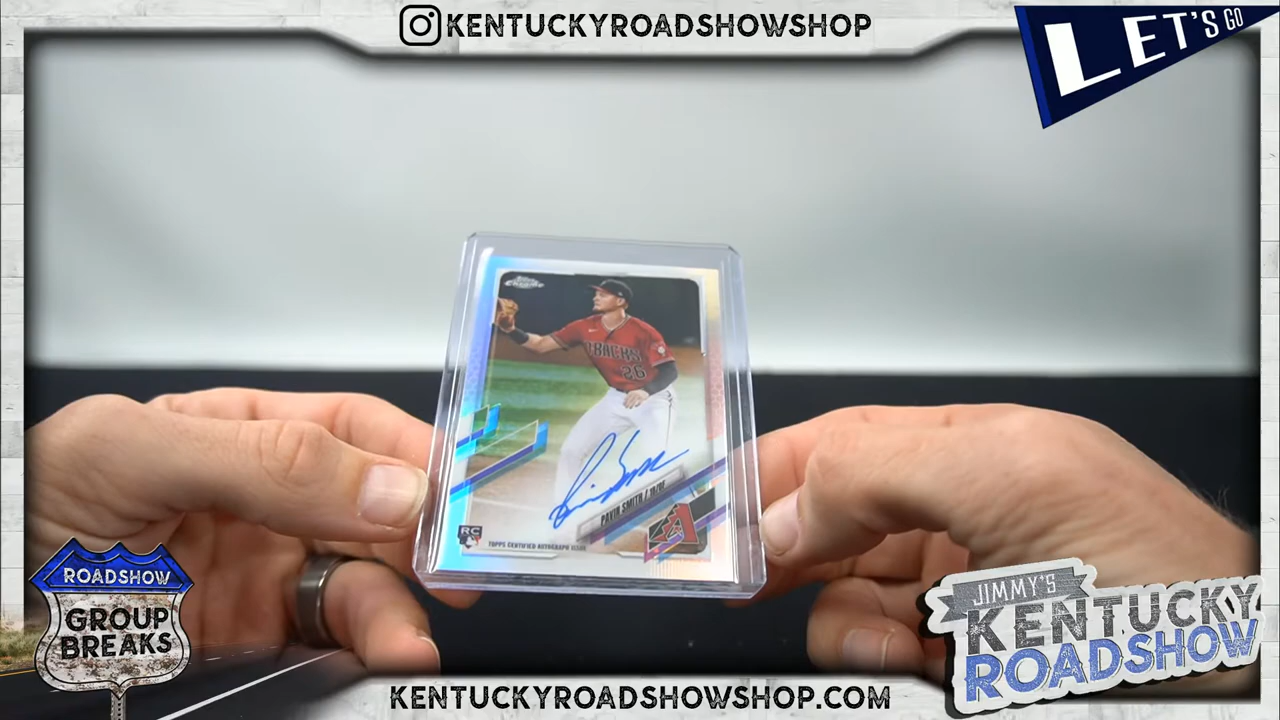 KENTUCKYROADSHOWSHOP
LET'S GO
Topps
Chrome
D-BACKS
26
PAVIN SMITH / 1B/OF
RC
TOPPS CERTIFIED AUTOGRAPH ISSUE
A
ROADSHOW
GROUP
BREAKS
JIMMY'S
KENTUCKY
ROADSHOW
KENTUCKYROADSHOWSHOP.COM